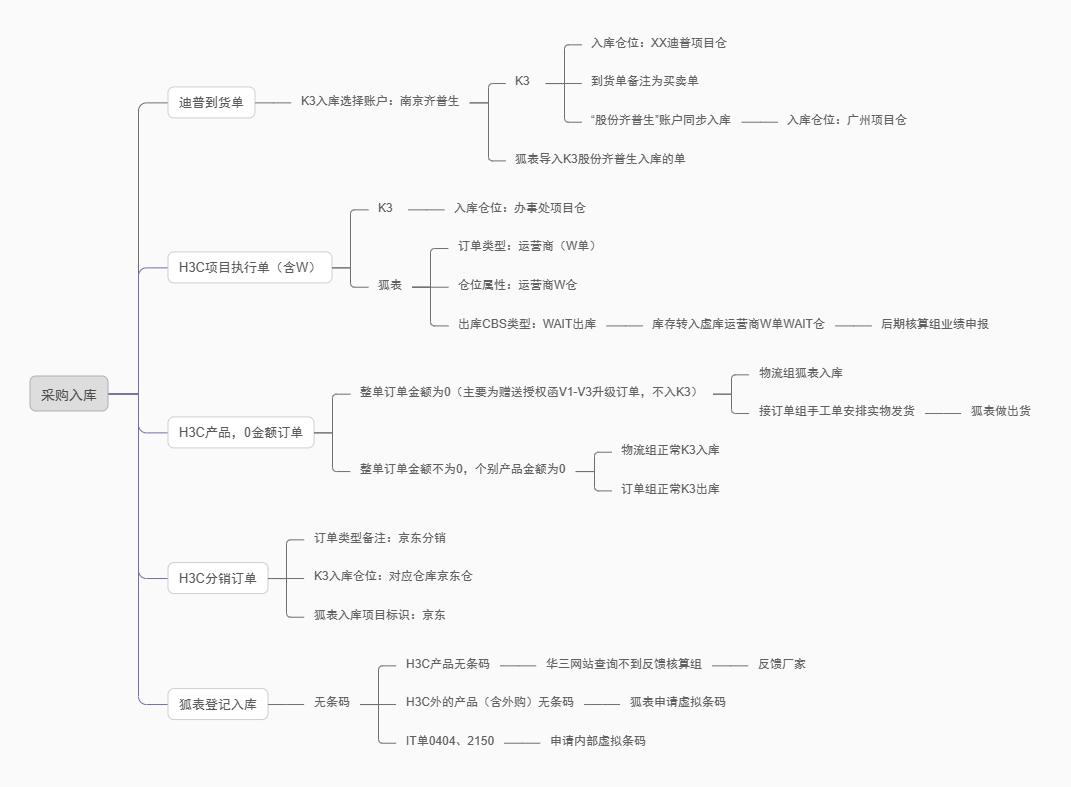 采购入库
迪普到货单
K3入库选择账户：南京齐普生
K3
入库仓位：XX迪普项目仓
到货单备注为买卖单
“股份齐普生”账户同步入库
入库仓位：广州项目仓
狐表导入K3股份齐普生入库的单
H3C项目执行单（含W）
K3
入库仓位：办事处项目仓
狐表
订单类型：运营商（W单）
仓位属性：运营商W仓
出库CBS类型：WAIT出库
库存转入虚库运营商W单WAIT仓
后期核算组业绩申报
H3C产品，0金额订单
整单订单金额为0（主要为赠送授权函V1-V3升级订单，不入K3）
物流组狐表入库
接订单组手工单安排实物发货
狐表做出货
整单订单金额不为0，个别产品金额为0
物流组正常K3入库
订单组正常K3出库
H3C分销订单
订单类型备注：京东分销
K3入库仓位：对应仓库京东仓
狐表入库项目标识：京东
狐表登记入库
无条码
H3C产品无条码
华三网站查询不到反馈核算组
反馈厂家
H3C外的产品（含外购）无条码
狐表申请虚拟条码
IT单0404、2150
申请内部虚拟条码